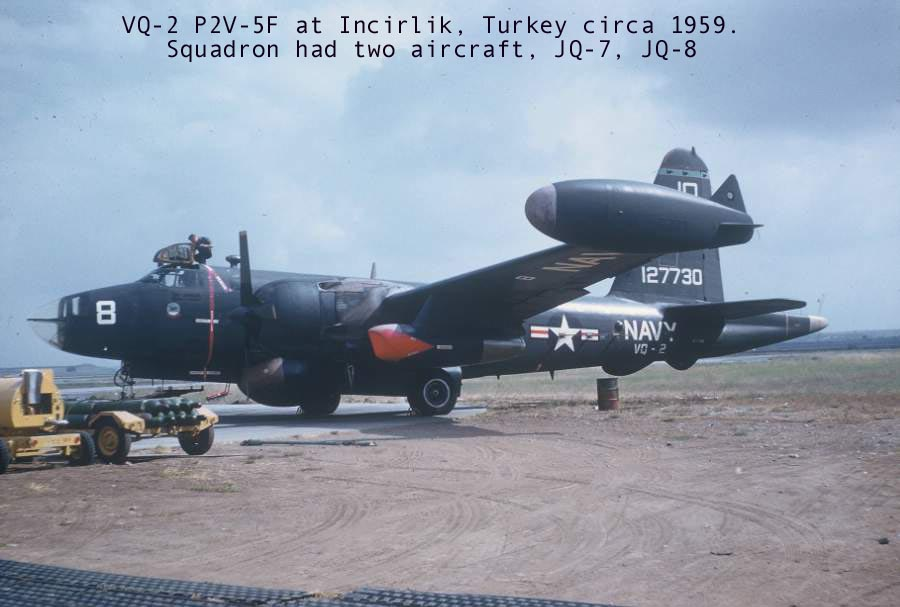 VQ-2 P2V-5F at Incirlik, Turkey circa 1959.
Squadron had two aircraft, JQ-7, JQ-8
127730
8
NAVY
VQ-2